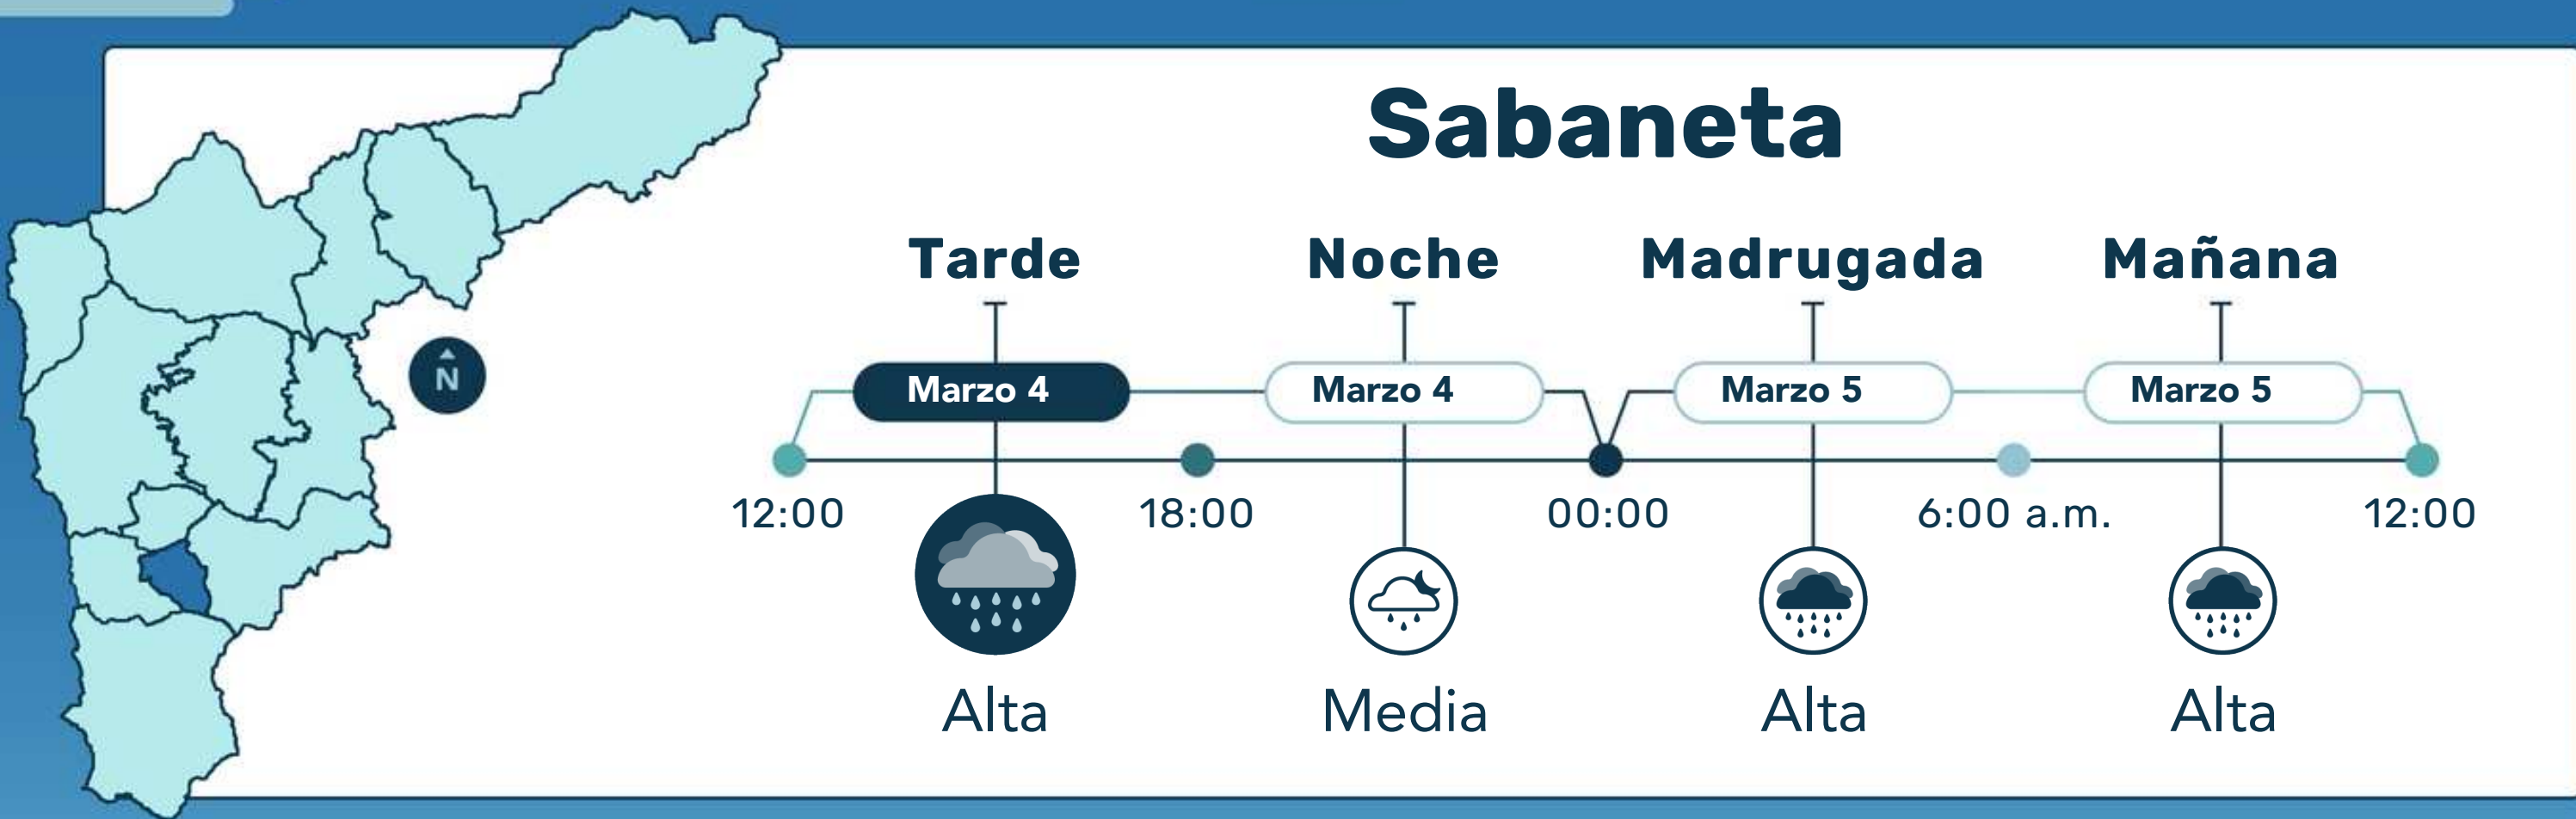 Sabaneta
Tarde Noche Madrugada Mañana
Marzo 4 Marzo 4 Marzo 5 Marzo 5
N
12:00 18:00 00:00 6:00 a.m. 12:00
Alta Media Alta Alta